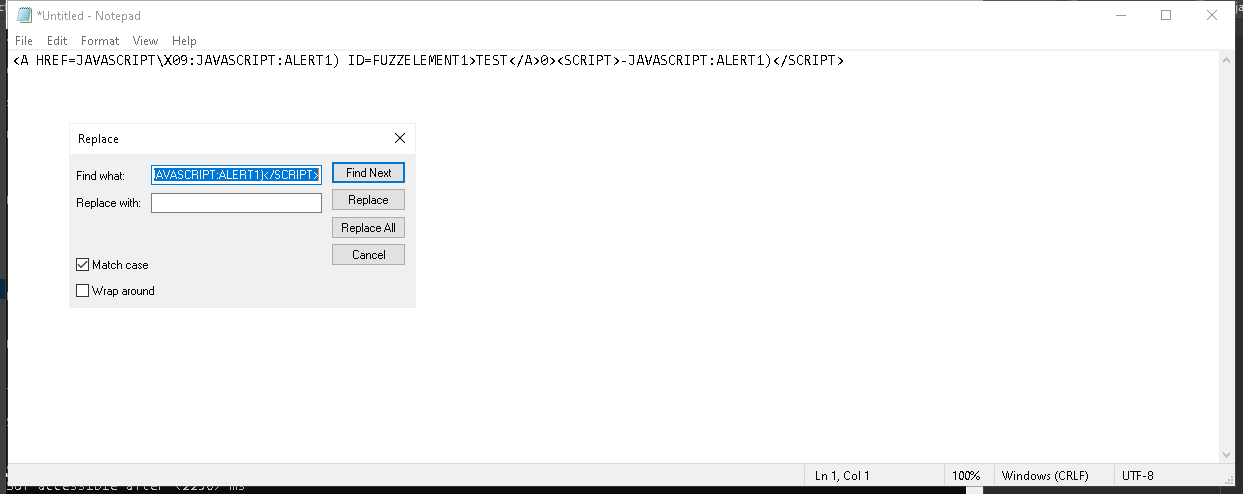 *Untitled - Notepad
File Edit Format View Help
<A HREF=JAVASCRIPT\X09:JAVASCRIPT:ALERT1) ID=FUZZELEMENT1>TEST</A>0><SCRIPT>-JAVASCRIPT:ALERT1)</SCRIPT>
Replace
Find what: JAVASCRIPT:ALERT1)</SCRIPT> Find Next
Replace with: Replace
Replace All
Cancel
Match case
Wrap around
Ln 1, Col 1 100% Windows (CRLF) UTF-8
accessible after <2250> ms